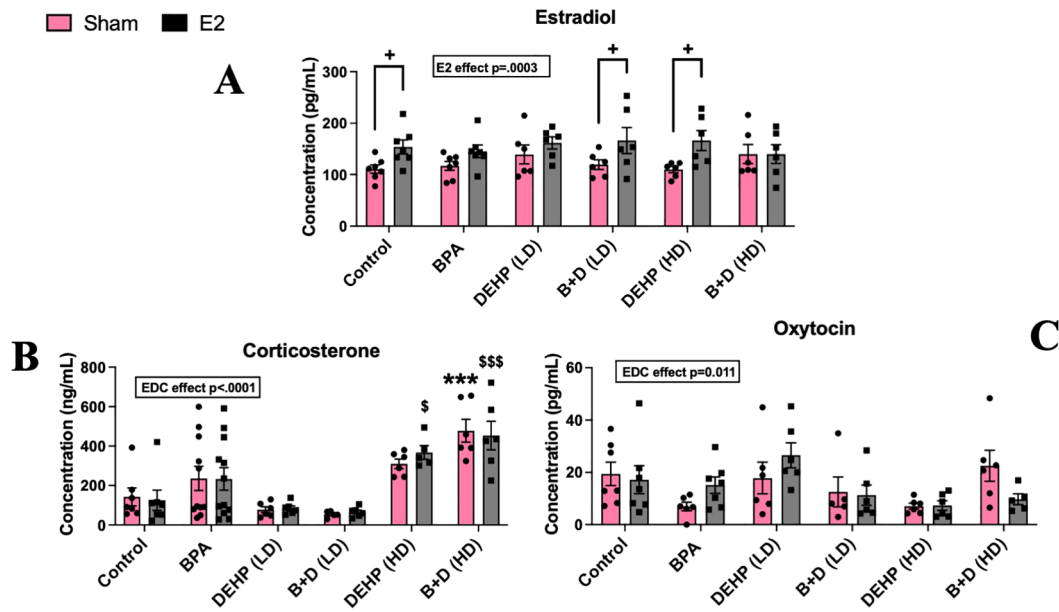 Sham E2
Estradiol
A
E2 effect p=.0003
+ + +
Concentration (pg/mL)
300
200
100
0
Control BPA DEHP (LD) B+D (LD) DEHP (HD) B+D (HD)
B
Corticosterone
EDC effect p<.0001
*** $ $$$
Concentration (ng/mL)
800
600
400
200
0
Control BPA DEHP (LD) B+D (LD) DEHP (HD) B+D (HD)
Oxytocin
C
EDC effect p=0.011
Concentration (pg/mL)
60
40
20
0
Control BPA DEHP (LD) B+D (LD) DEHP (HD) B+D (HD)